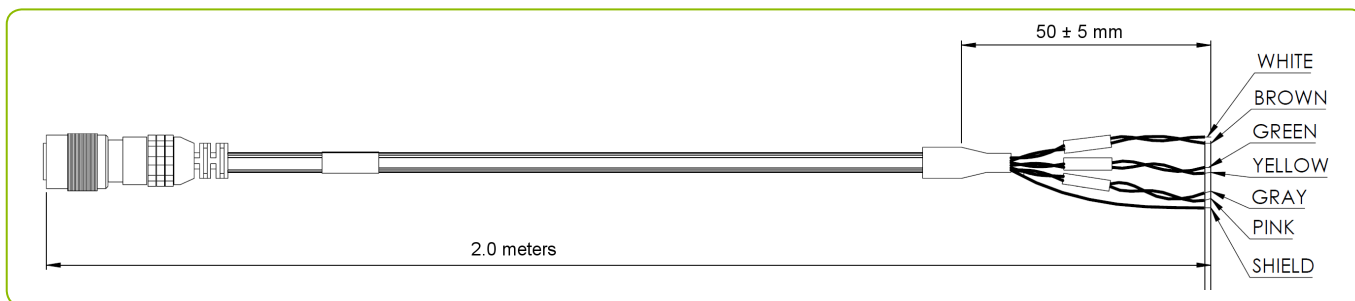 50 ± 5 mm
WHITE
BROWN
GREEN
YELLOW
GRAY
PINK
2.0 meters
SHIELD